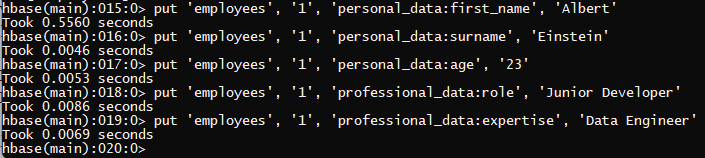 hbase(main):015:0> put 'employees', '1', 'personal_data:first_name', 'Albert'
Took 0.5560 seconds
hbase(main):016:0> put 'employees', '1', 'personal_data:surname', 'Einstein'
Took 0.0046 seconds
hbase(main):017:0> put 'employees', '1', 'personal_data:age', '23'
Took 0.0053 seconds
hbase(main):018:0> put 'employees', '1', 'professional_data:role', 'Junior Developer'
Took 0.0086 seconds
hbase(main):019:0> put 'employees', '1', 'professional_data:expertise', 'Data Engineer'
Took 0.0069 seconds
hbase(main):020:0>